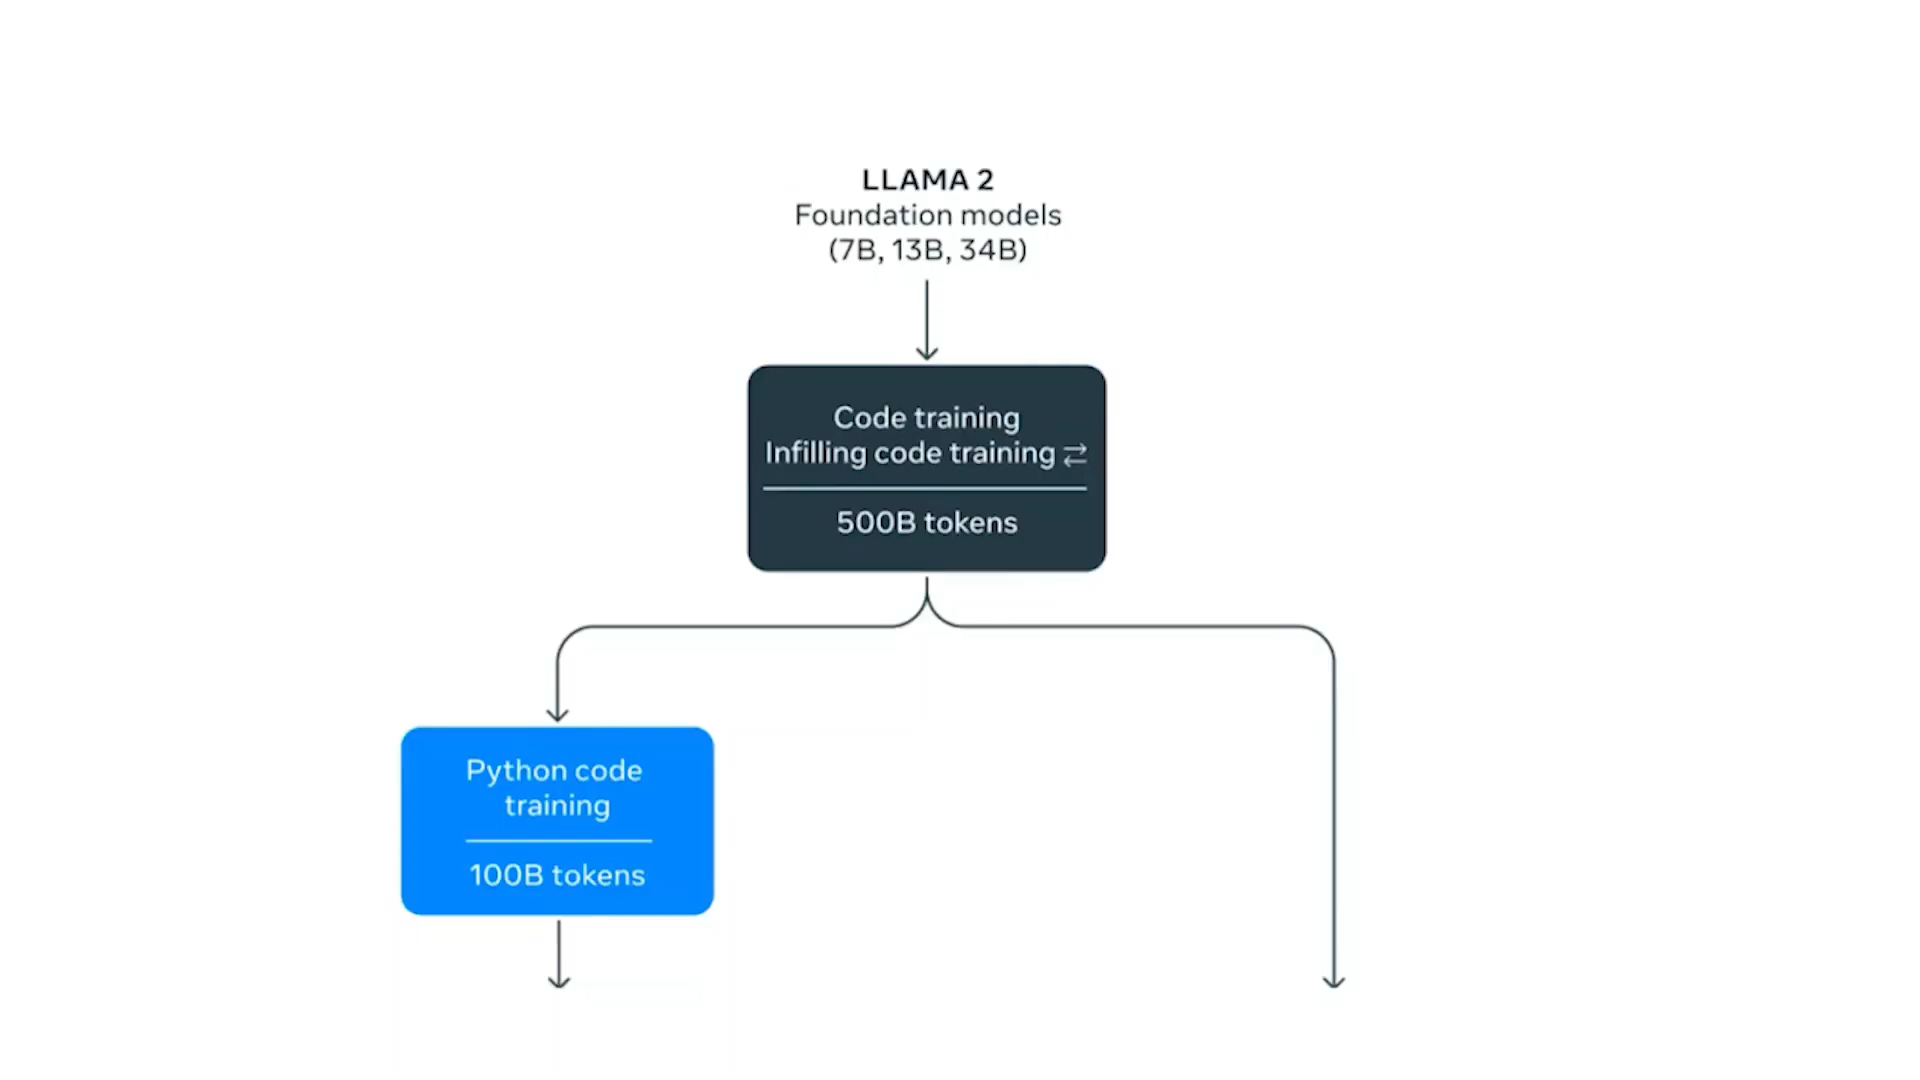 LLAMA 2
Foundation models
(7B, 13B, 34B)
Code training
Infilling code training ⇄
500B tokens
Python code
training
100B tokens